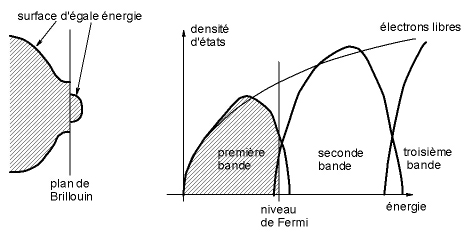 surface d'égale énergie
plan de
Brillouin
densité
d'états
électrons libres
première
bande
seconde
bande
troisième
bande
niveau
de Fermi
énergie